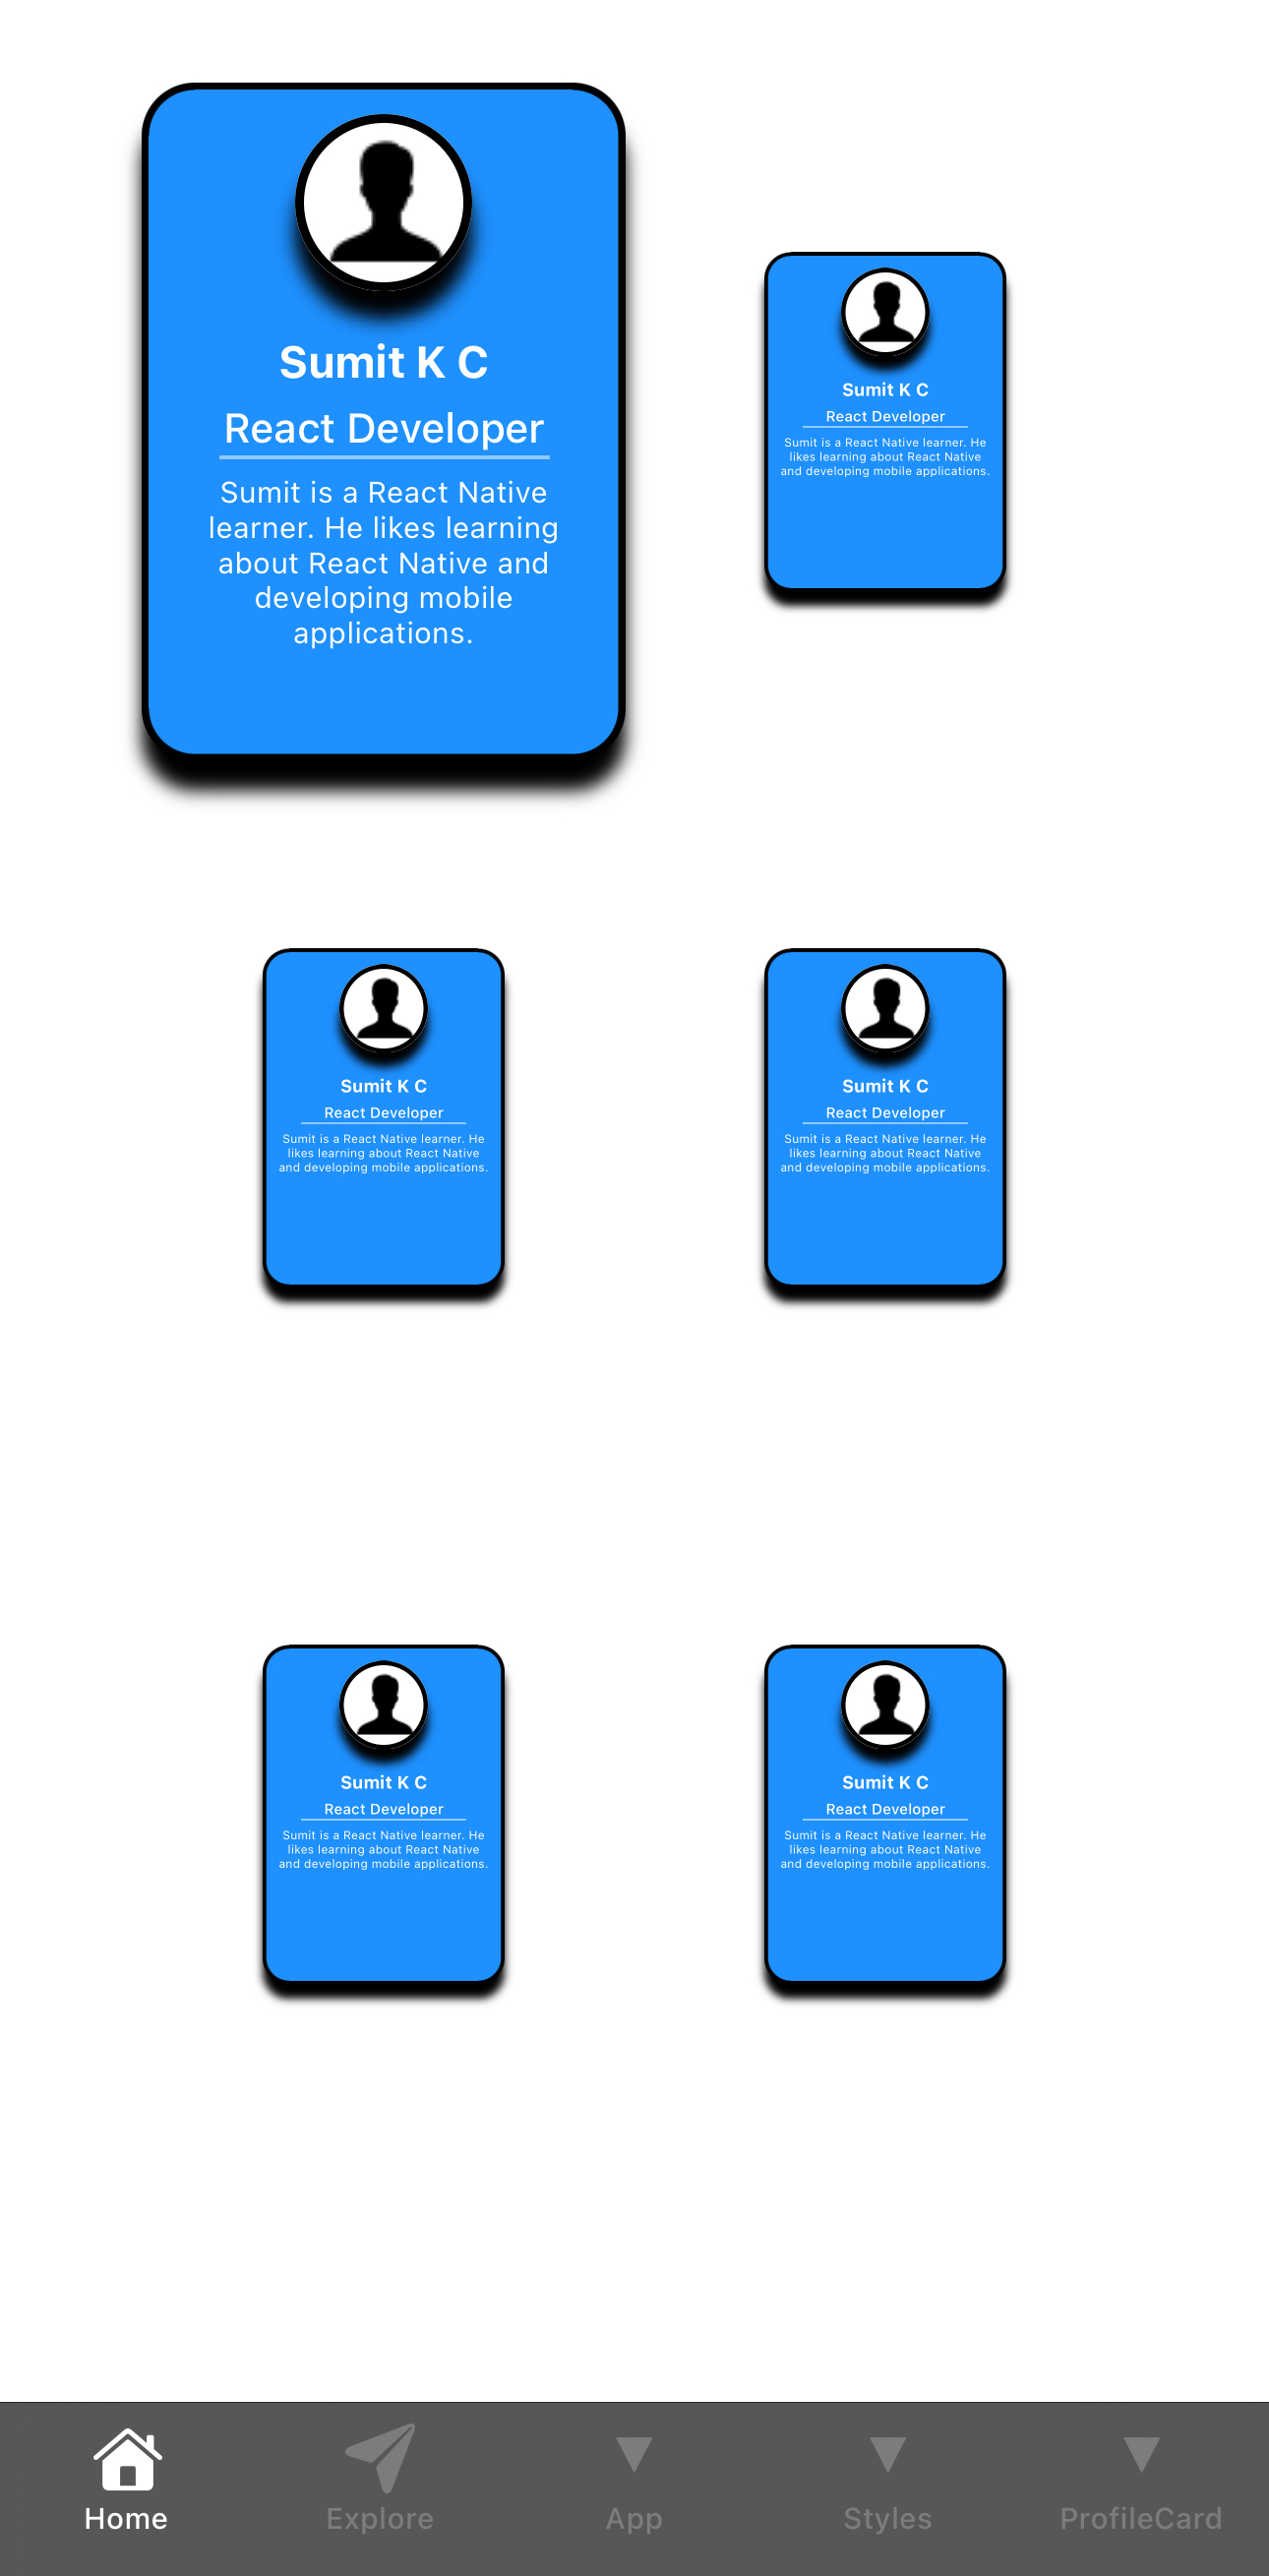 Sumit K C
React Developer
Sumit is a React Native
learner. He likes learning
about React Native and
developing mobile
applications.
Sumit K C
React Developer
Sumit is a React Native learner. He
likes learning about React Native
and developing mobile applications.
Sumit K C
React Developer
Sumit is a React Native learner. He
likes learning about React Native
and developing mobile applications.
Sumit K C
React Developer
Sumit is a React Native learner. He
likes learning about React Native
and developing mobile applications.
Sumit K C
React Developer
Sumit is a React Native learner. He
likes learning about React Native
and developing mobile applications.
Sumit K C
React Developer
Sumit is a React Native learner. He
likes learning about React Native
and developing mobile applications.
Home
Explore
App
Styles
ProfileCard